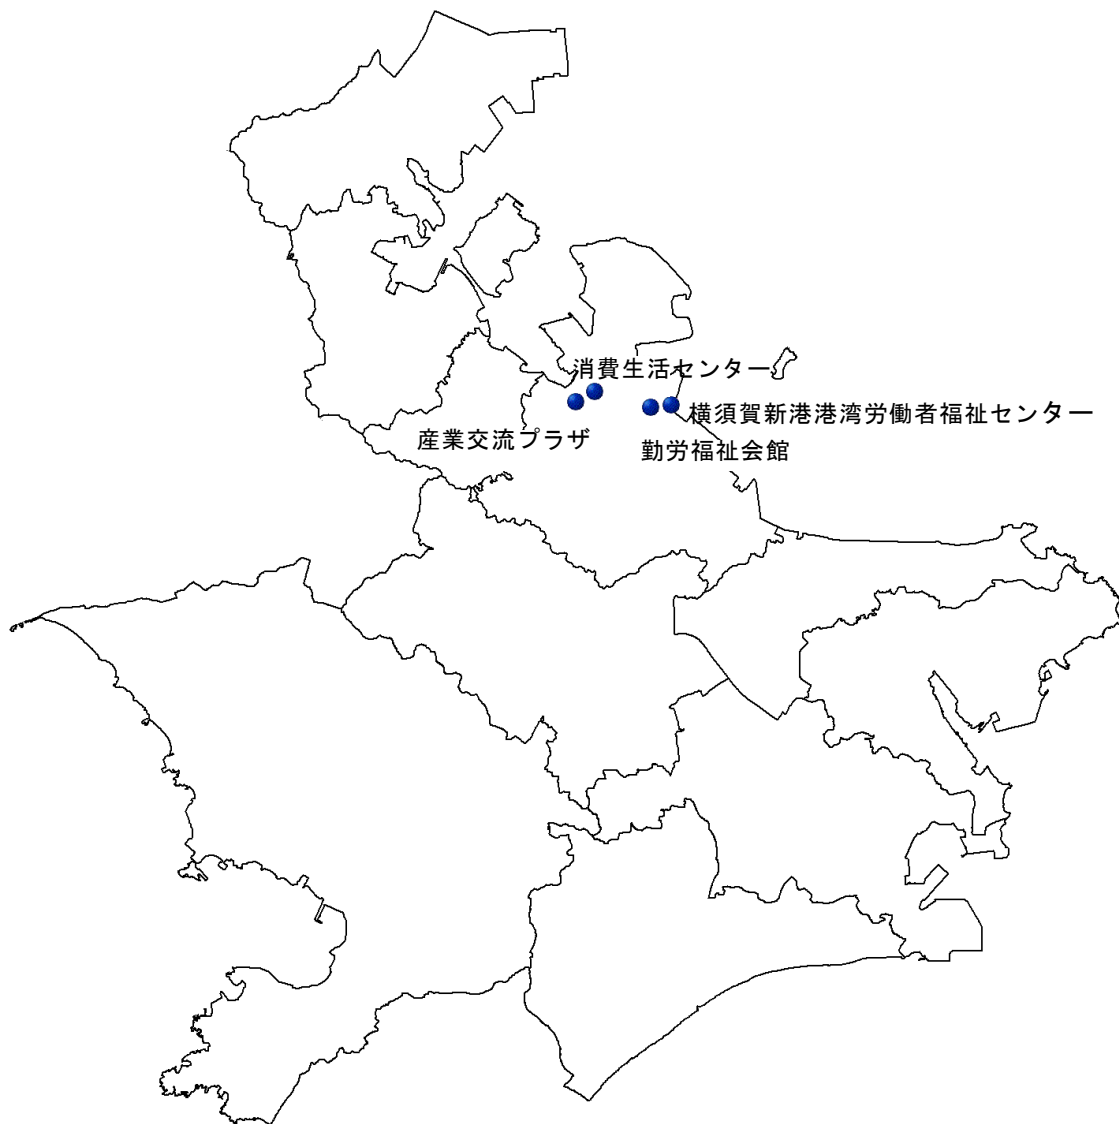 消費生活センター
横須賀新港港湾労働者福祉センター
産業交流プラザ
勤労福祉会館